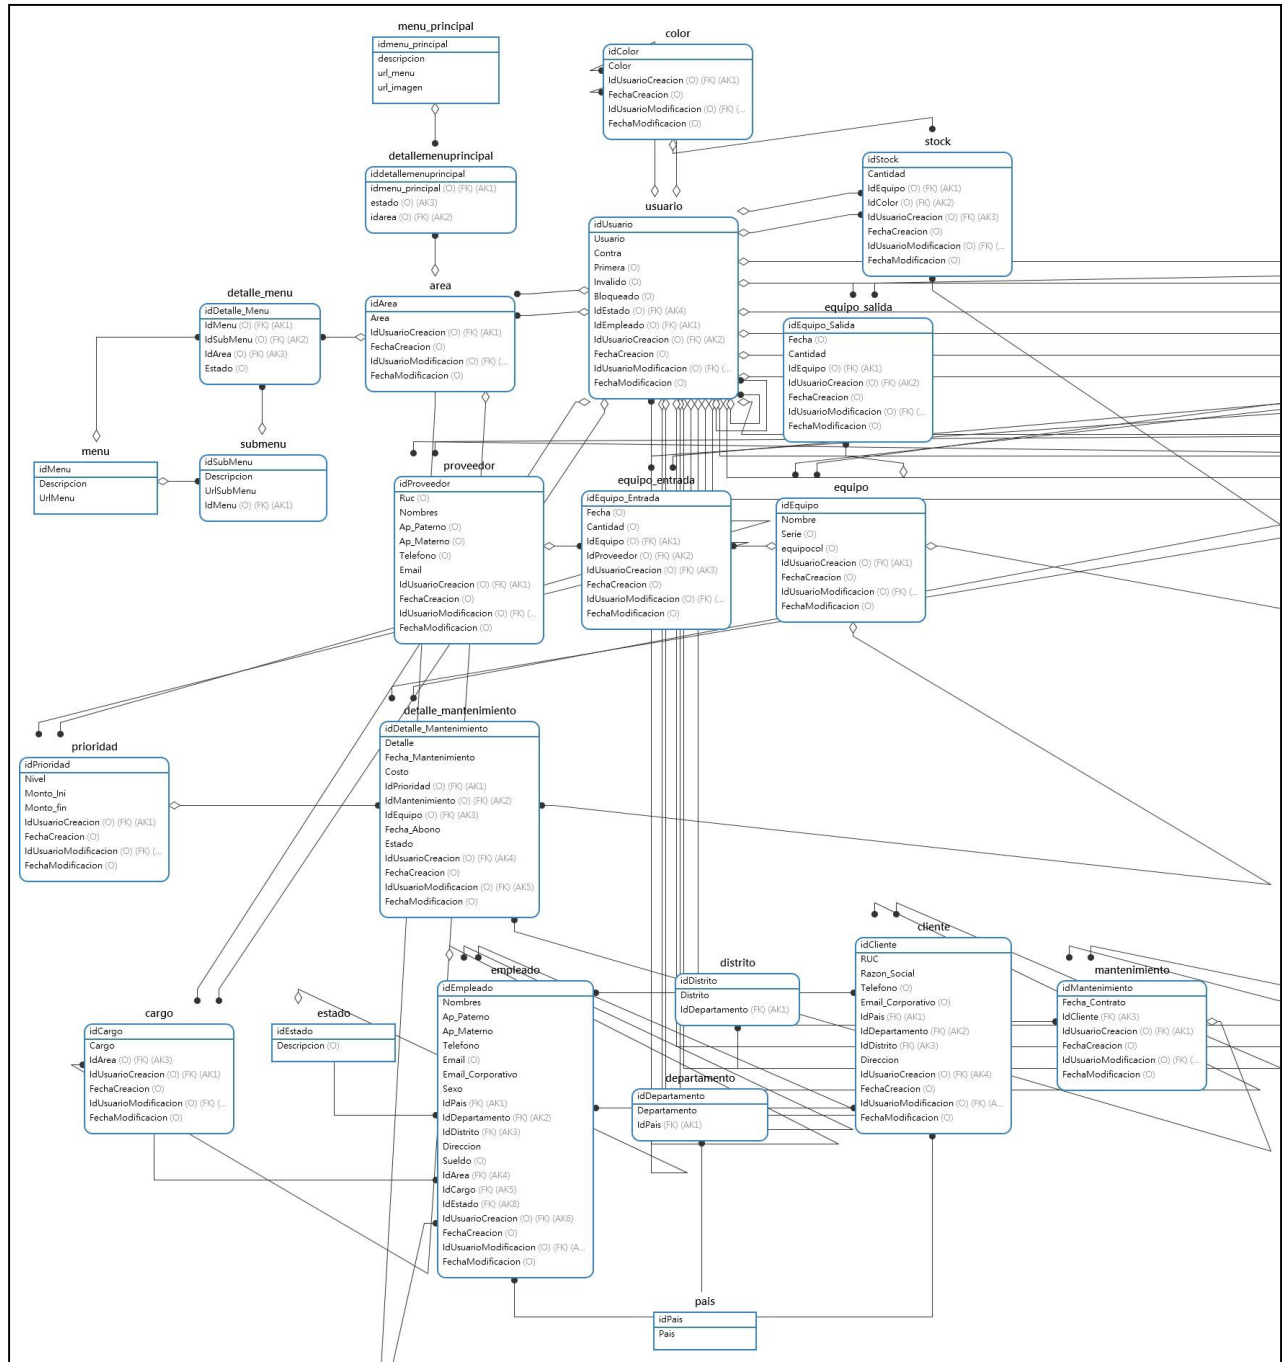 menu_principal
idmenu_principal
descripcion
url_menu
url_imagen
color
idColor
Color
IdUsuarioCreacion (O) (FK) (AK1)
FechaCreacion (O)
IdUsuarioModificacion (O) (FK) (...
FechaModificacion (O)
detallemenuprincipal
iddetallemenuprincipal
idmenu_principal (O) (FK) (AK1)
estado (O) (AK3)
idarea (O) (FK) (AK2)
stock
idStock
Cantidad
IdEquipo (O) (FK) (AK1)
IdColor (O) (FK) (AK2)
IdUsuarioCreacion (O) (FK) (AK3)
FechaCreacion (O)
IdUsuarioModificacion (O) (FK) (...
FechaModificacion (O)
usuario
idUsuario
Usuario
Contra
Primera (O)
Invalido (O)
Bloqueado (O)
IdEstado (O) (FK) (AK4)
IdEmpleado (O) (FK) (AK1)
IdUsuarioCreacion (O) (FK) (AK2)
FechaCreacion (O)
IdUsuarioModificacion (O) (FK) (...
FechaModificacion (O)
area
idArea
Area
IdUsuarioCreacion (O) (FK) (AK1)
FechaCreacion (O)
IdUsuarioModificacion (O) (FK) (...
FechaModificacion (O)
detalle_menu
idDetalle_Menu
IdMenu (O) (FK) (AK1)
IdSubMenu (O) (FK) (AK2)
IdArea (O) (FK) (AK3)
Estado (O)
equipo_salida
idEquipo_Salida
Fecha (O)
Cantidad
IdEquipo (O) (FK) (AK1)
IdUsuarioCreacion (O) (FK) (AK2)
FechaCreacion (O)
IdUsuarioModificacion (O) (FK) (...
FechaModificacion (O)
menu
idMenu
Descripcion
UrlMenu
submenu
idSubMenu
Descripcion
UrlSubMenu
IdMenu (O) (FK) (AK1)
proveedor
idProveedor
Ruc (O)
Nombres
Ap_Paterno (O)
Ap_Materno (O)
Telefono (O)
Email
IdUsuarioCreacion (O) (FK) (AK1)
FechaCreacion (O)
IdUsuarioModificacion (O) (FK) (...
FechaModificacion (O)
equipo_entrada
idEquipo_Entrada
Fecha (O)
Cantidad (O)
IdEquipo (O) (FK) (AK1)
IdProveedor (O) (FK) (AK2)
IdUsuarioCreacion (O) (FK) (AK3)
FechaCreacion (O)
IdUsuarioModificacion (O) (FK) (...
FechaModificacion (O)
equipo
idEquipo
Nombre
Serie (O)
equipocol (O)
IdUsuarioCreacion (O) (FK) (AK1)
FechaCreacion (O)
IdUsuarioModificacion (O) (FK) (...
FechaModificacion (O)
prioridad
idPrioridad
Nivel
Monto_Ini
Monto_fin
IdUsuarioCreacion (O) (FK) (AK1)
FechaCreacion (O)
IdUsuarioModificacion (O) (FK) (...
FechaModificacion (O)
detalle_mantenimiento
idDetalle_Mantenimiento
Detalle
Fecha_Mantenimiento
Costo
IdPrioridad (O) (FK) (AK1)
IdMantenimiento (O) (FK) (AK2)
IdEquipo (O) (FK) (AK3)
Fecha_Abono
Estado
IdUsuarioCreacion (O) (FK) (AK4)
FechaCreacion (O)
IdUsuarioModificacion (O) (FK) (AK5)
FechaModificacion (O)
cliente
idCliente
RUC
Razon_Social
Telefono (O)
Email_Corporativo (O)
IdPais (FK) (AK1)
IdDepartamento (FK) (AK2)
IdDistrito (FK) (AK3)
Direccion
IdUsuarioCreacion (O) (FK) (AK4)
FechaCreacion (O)
IdUsuarioModificacion (O) (FK) (A...
FechaModificacion (O)
mantenimiento
idMantenimiento
Fecha_Contrato
IdCliente (FK) (AK3)
IdUsuarioCreacion (O) (FK) (AK1)
FechaCreacion (O)
IdUsuarioModificacion (O) (FK) (...
FechaModificacion (O)
distrito
idDistrito
Distrito
IdDepartamento (FK) (AK1)
empleado
idEmpleado
Nombres
Ap_Paterno
Ap_Materno
Telefono
Email (O)
Email_Corporativo
Sexo
IdPais (FK) (AK1)
IdDepartamento (FK) (AK2)
IdDistrito (FK) (AK3)
Direccion
Sueldo (O)
IdArea (FK) (AK4)
IdCargo (FK) (AK5)
IdEstado (FK) (AK8)
IdUsuarioCreacion (O) (FK) (AK6)
FechaCreacion (O)
IdUsuarioModificacion (O) (FK) (A...
FechaModificacion (O)
cargo
idCargo
Cargo
IdArea (O) (FK) (AK3)
IdUsuarioCreacion (O) (FK) (AK1)
FechaCreacion (O)
IdUsuarioModificacion (O) (FK) (...
FechaModificacion (O)
estado
idEstado
Descripcion (O)
departamento
idDepartamento
Departamento
IdPais (FK) (AK1)
pais
idPais
Pais